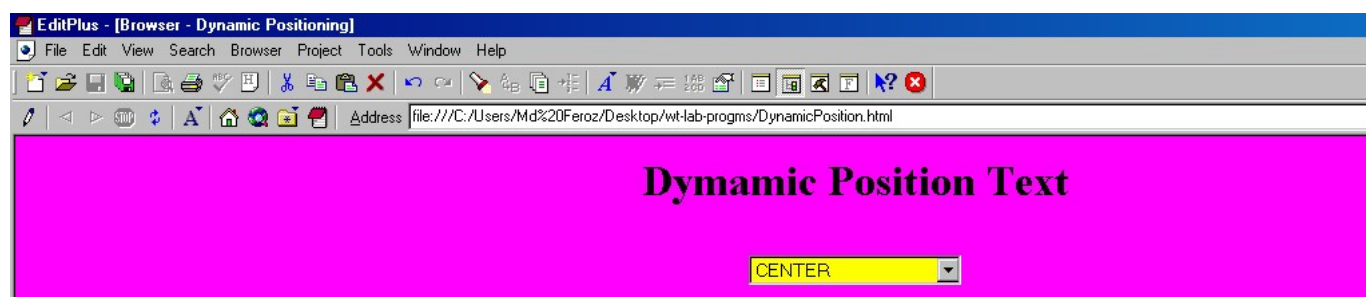 EditPlus - [Browser - Dynamic Positioning]
File Edit View Search Browser Project Tools Window Help
Address file:///C:/Users/Md%20Feroz/Desktop/wt-lab-progms/DynamicPosition.html
Dymamic Position Text
CENTER